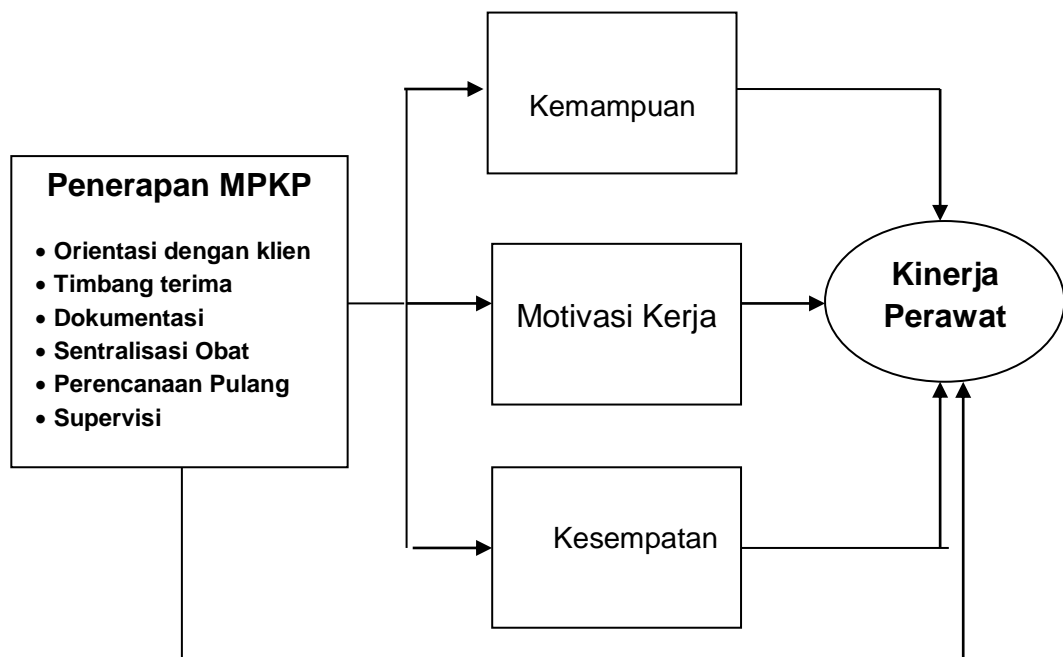 Penerapan MPKP
• Orientasi dengan klien
• Timbang terima
• Dokumentasi
• Sentralisasi Obat
• Perencanaan Pulang
• Supervisi
Kemampuan
Motivasi Kerja
Kesempatan
Kinerja
Perawat